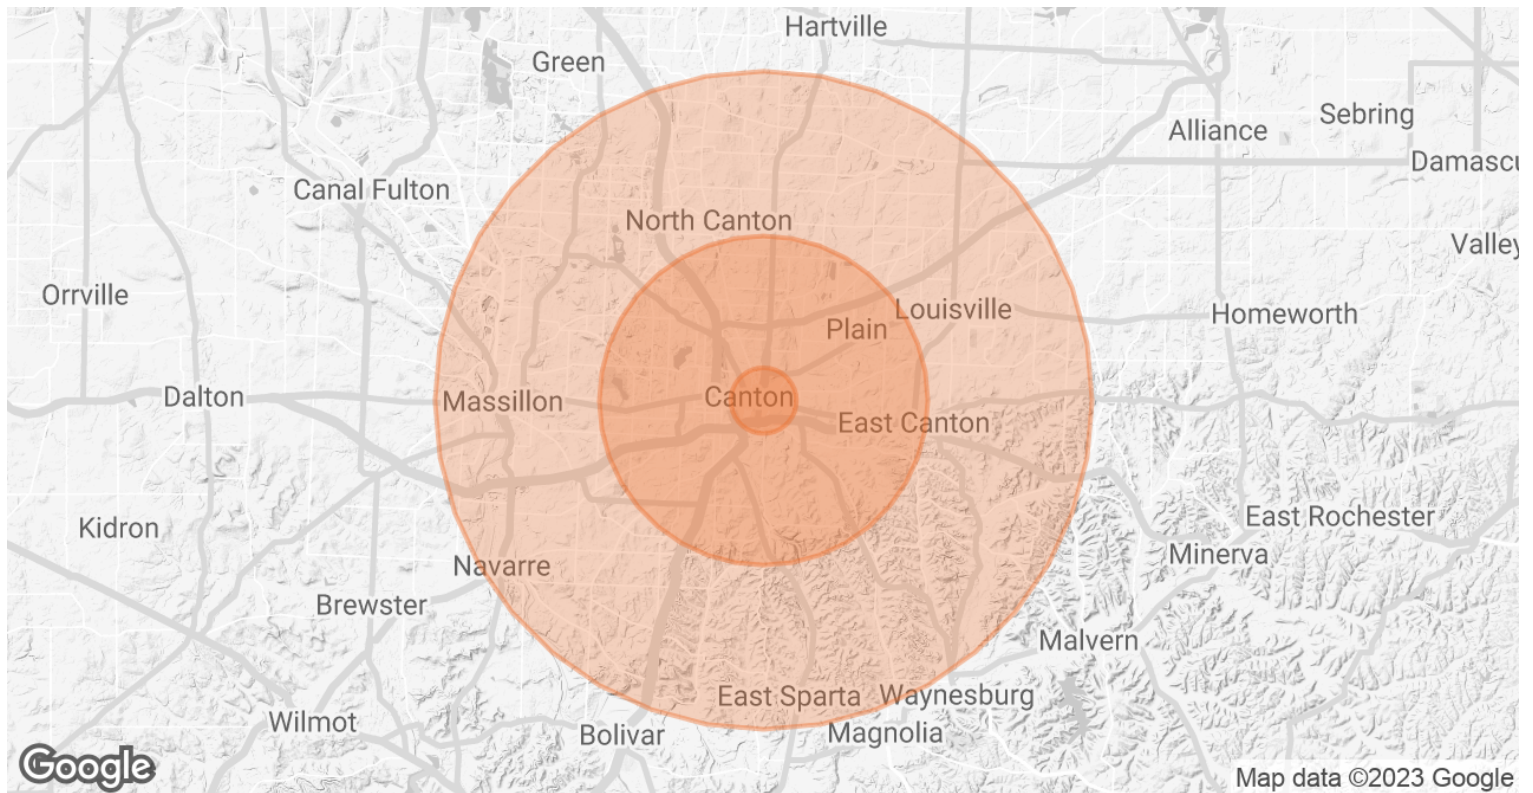 Hartville
Green
Sebring
Alliance
Damascu
Canal Fulton
North Canton
Valley
Orrville
Louisville
Homeworth
Plain
Dalton
Massillon
Canton
East Canton
Kidron
East Rochester
Minerva
Navarre
Brewster
Malvern
East Sparta
Waynesburg
Wilmot
Bolivar
Magnolia
Google
Map data ©2023 Google